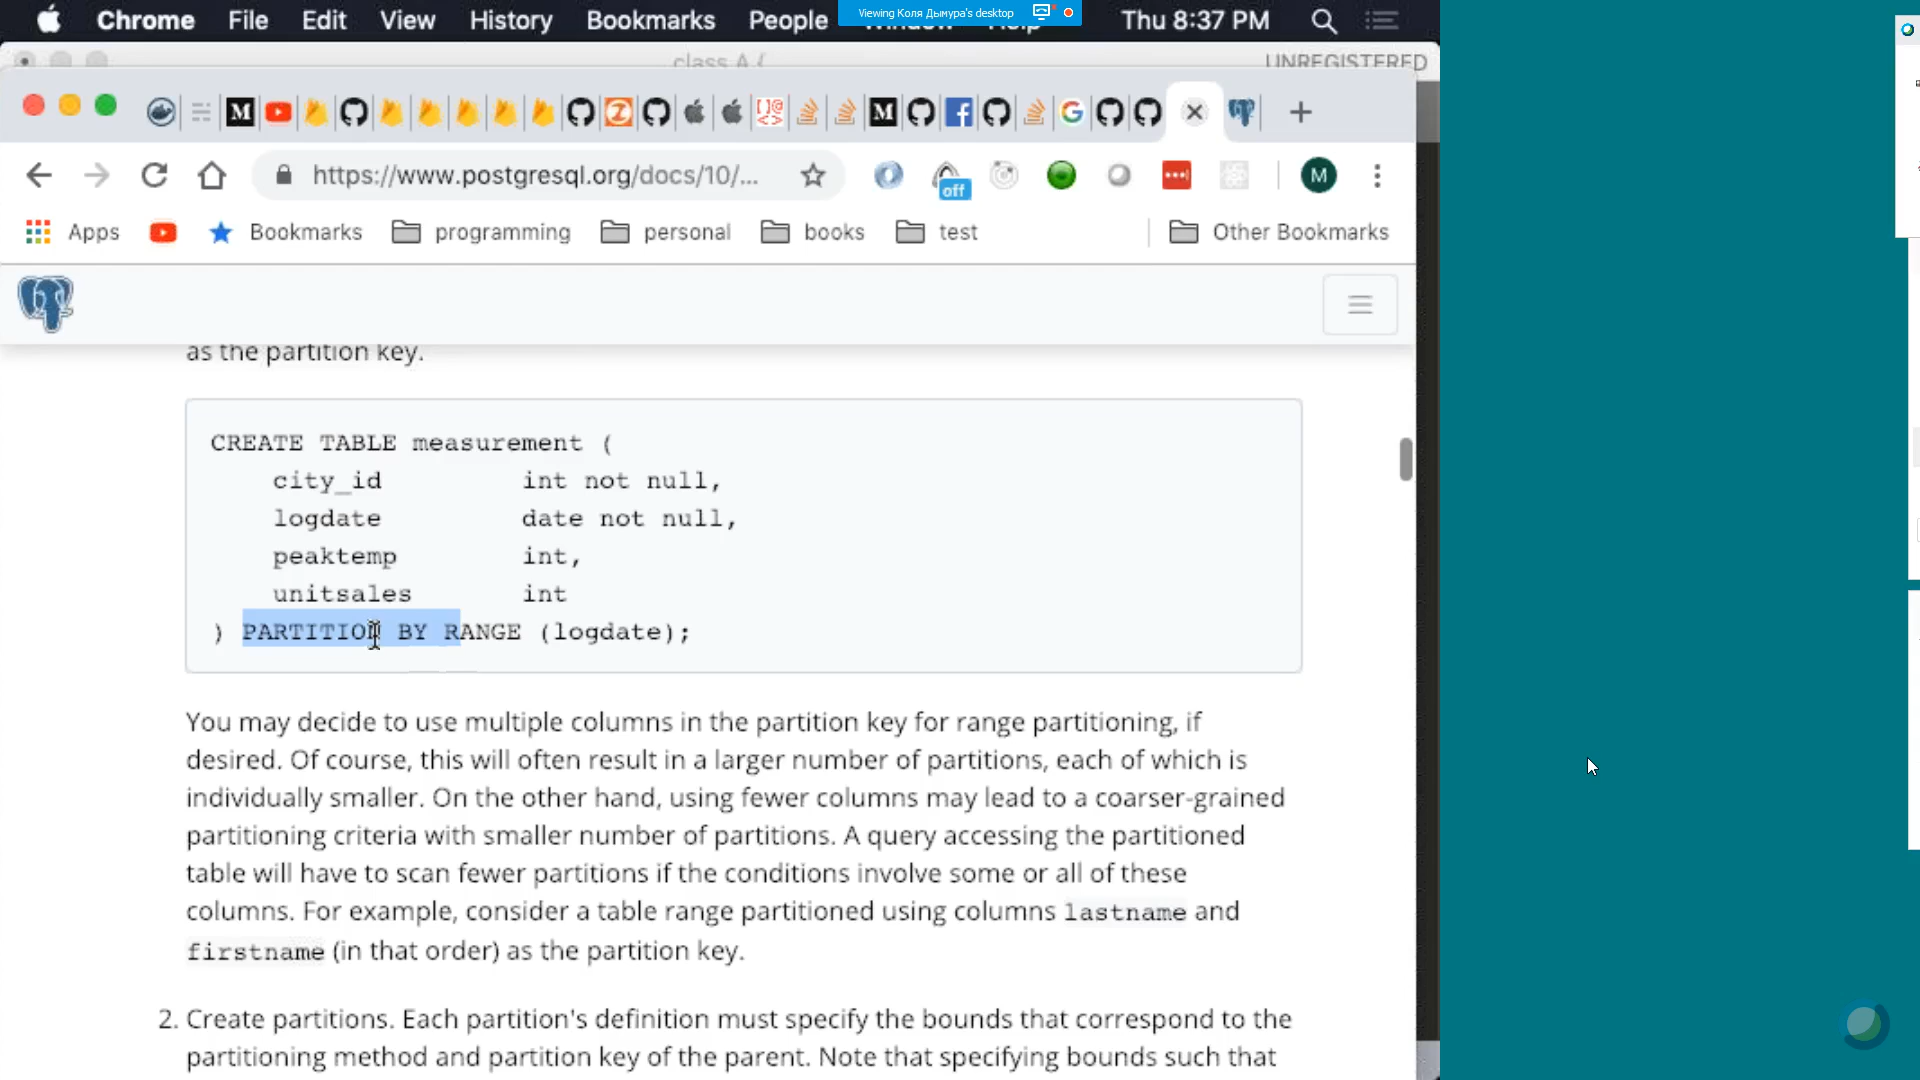 Chrome File Edit View History Bookmarks People Window Help Thu 8:37 PM
Viewing Коля Дымура's desktop
class A { UNREGISTERED
https://www.postgresql.org/docs/10/...
off
M
Apps Bookmarks programming personal books test Other Bookmarks
as the partition key.
CREATE TABLE measurement (
city_id int not null,
logdate date not null,
peaktemp int,
unitsales int
) PARTITION BY RANGE (logdate);
You may decide to use multiple columns in the partition key for range partitioning, if
desired. Of course, this will often result in a larger number of partitions, each of which is
individually smaller. On the other hand, using fewer columns may lead to a coarser-grained
partitioning criteria with smaller number of partitions. A query accessing the partitioned
table will have to scan fewer partitions if the conditions involve some or all of these
columns. For example, consider a table range partitioned using columns lastname and
firstname (in that order) as the partition key.
2. Create partitions. Each partition's definition must specify the bounds that correspond to the
partitioning method and partition key of the parent. Note that specifying bounds such that